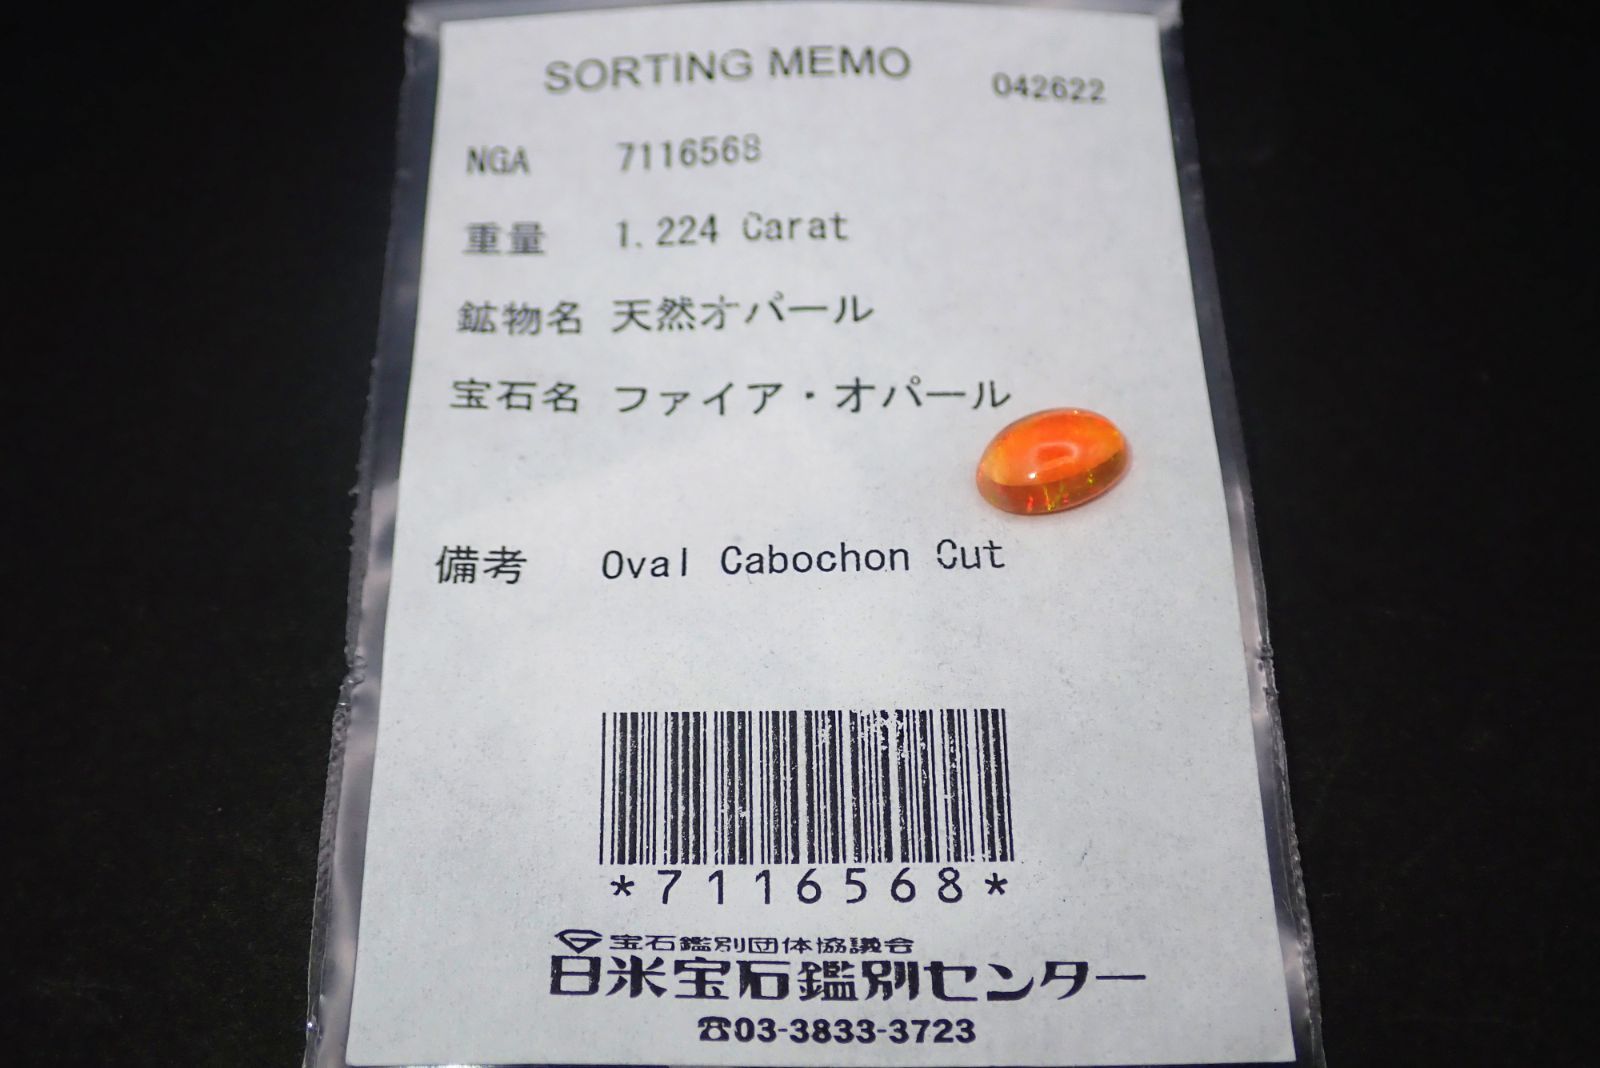 SORTING MEMO
042622
NGA 7116568
重量 1.224 Carat
鉱物名 天然オパール
宝石名 ファイア・オパール
備考 Oval Cabochon Cut
*7116568*
宝石鑑別団体協議会
日米宝石鑑別センター
☎03-3833-3723